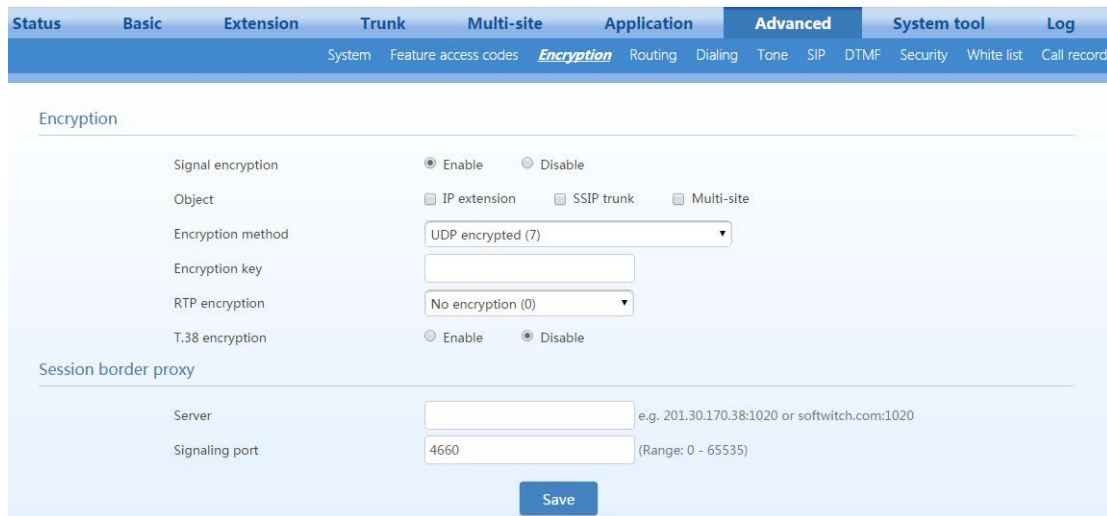 Status Basic Extension Trunk Multi-site Application Advanced System tool Log
System Feature access codes Encryption Routing Dialing Tone SIP DTMF Security White list Call record
Encryption
Signal encryption Enable Disable
Object IP extension SSIP trunk Multi-site
Encryption method UDP encrypted (7)
Encryption key
RTP encryption No encryption (0)
T.38 encryption Enable Disable
Session border proxy
Server e.g. 201.30.170.38:1020 or softwitch.com:1020
Signaling port 4660 (Range: 0 - 65535)
Save